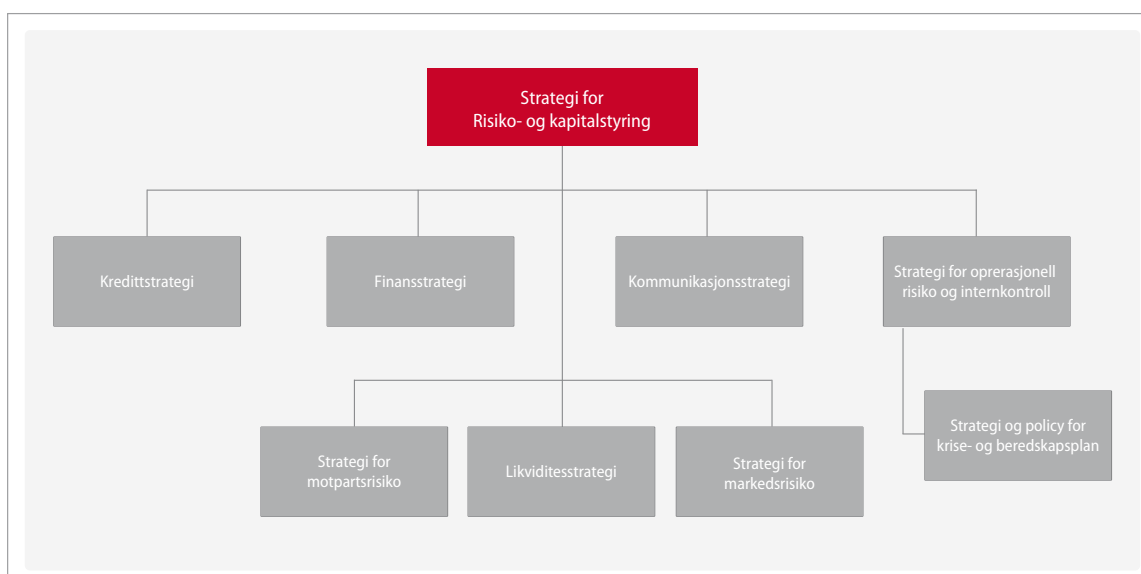 Strategi for
Risiko- og kapitalstyring
Kredittstrategi
Finansstrategi
Kommunikasjonsstrategi
Strategi for oprerasjonell
risiko og internkontroll
Strategi og policy for
krise- og beredskapsplan
Strategi for
motpartsrisiko
Likviditesstrategi
Strategi for
markedsrisiko